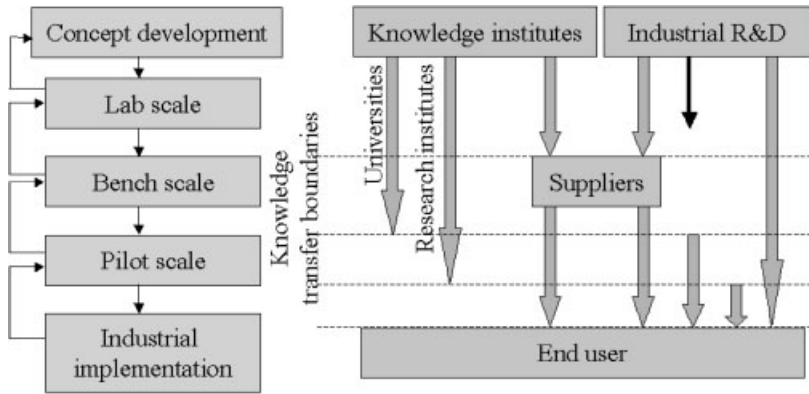 Concept development
Lab scale
Bench scale
Pilot scale
Industrial
implementation
Knowledge institutes
Industrial R&D
Universities
Research institutes
Knowledge
transfer boundaries
Suppliers
End user